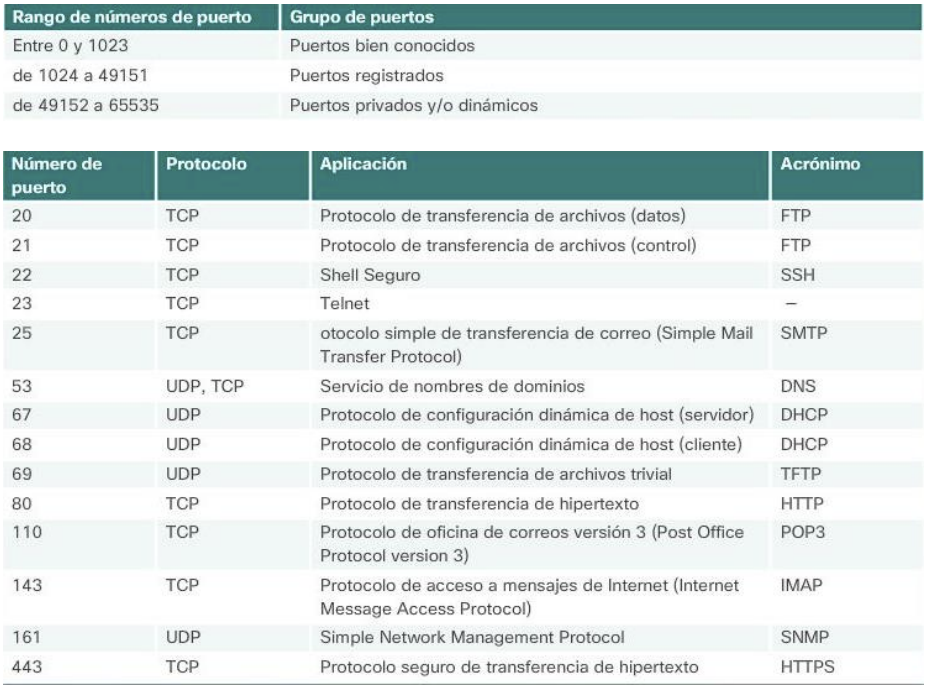 Rango de números de puerto Grupo de puertos
Entre 0 y 1023 Puertos bien conocidos
de 1024 a 49151 Puertos registrados
de 49152 a 65535 Puertos privados y/o dinámicos
Número de puerto Protocolo Aplicación Acrónimo
20 TCP Protocolo de transferencia de archivos (datos) FTP
21 TCP Protocolo de transferencia de archivos (control) FTP
22 TCP Shell Seguro SSH
23 TCP Telnet –
25 TCP otocolo simple de transferencia de correo (Simple Mail SMTP
Transfer Protocol)
53 UDP, TCP Servicio de nombres de dominios DNS
67 UDP Protocolo de configuración dinámica de host (servidor) DHCP
68 UDP Protocolo de configuración dinámica de host (cliente) DHCP
69 UDP Protocolo de transferencia de archivos trivial TFTP
80 TCP Protocolo de transferencia de hipertexto HTTP
110 TCP Protocolo de oficina de correos versión 3 (Post Office POP3
Protocol version 3)
143 TCP Protocolo de acceso a mensajes de Internet (Internet IMAP
Message Access Protocol)
161 UDP Simple Network Management Protocol SNMP
443 TCP Protocolo seguro de transferencia de hipertexto HTTPS